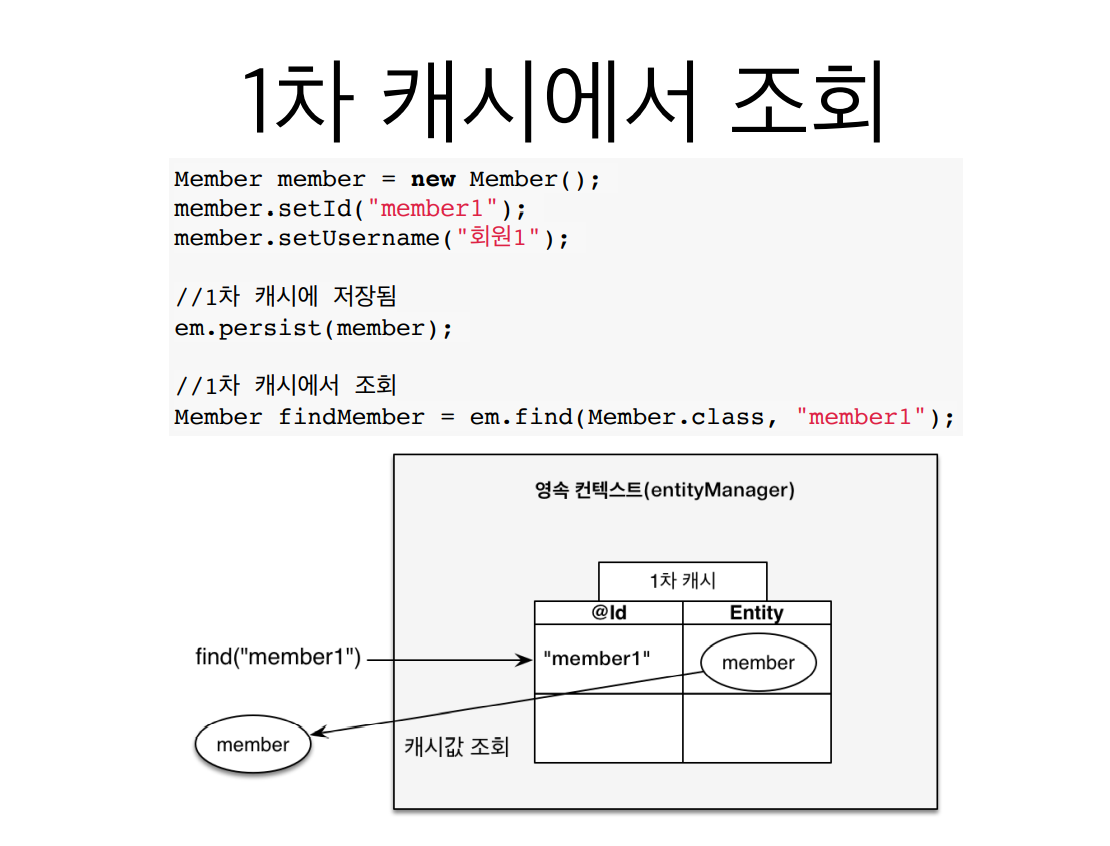 1차 캐시에서 조회
Member member = new Member();
member.setId("member1");
member.setUsername("회원1");
//1차 캐시에 저장됨
em.persist(member);
//1차 캐시에서 조회
Member findMember = em.find(Member.class, "member1");
영속 컨텍스트(entityManager)
1차 캐시
@Id Entity
find("member1") "member1" member
member
캐시값 조회